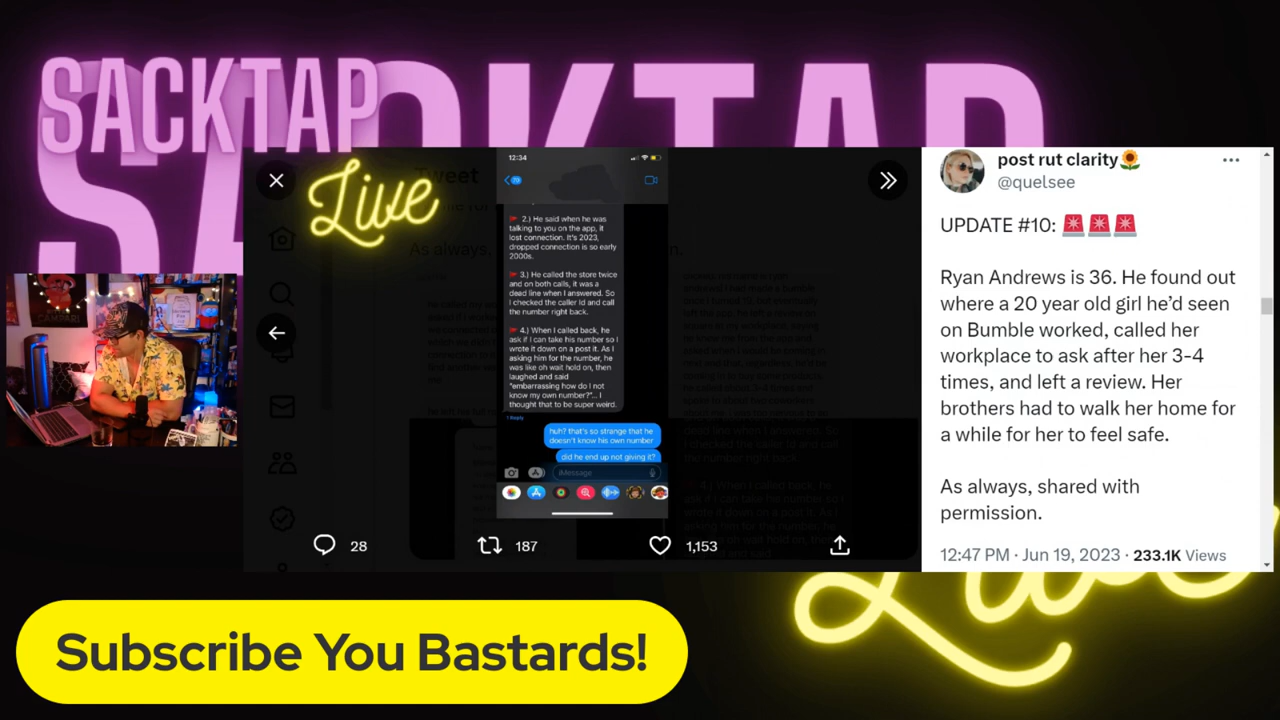 SACKTAP
SACKTAP
Live
Live
12:34
Tweet
2.) He said when he was
talking to you on the app, it
lost connection. It's 2023,
dropped connection is so early
2000s.
3.) He called the store twice
and on both calls, it was a
dead line when I answered. So
I checked the caller Id and call
the number right back.
4.) When I called back, he
ask if I can take his number so I
wrote it down on a post it. As I
asking him for the number, he
was like oh wait hold on, then
laughed and said
"embarrassing how do I not
know my own number?"... I
thought that to be super weird.
1 Reply
huh? that's so strange that he
doesn't know his own number
did he end up not giving it?
iMessage
As always,
28
187
1,153
post rut clarity🌻
@quelsee
UPDATE #10: 🚨🚨🚨
Ryan Andrews is 36. He found out
where a 20 year old girl he'd seen
on Bumble worked, called her
workplace to ask after her 3-4
times, and left a review. Her
brothers had to walk her home for
a while for her to feel safe.
As always, shared with
permission.
12:47 PM · Jun 19, 2023 · 233.1K Views
CAMPARI
Subscribe You Bastards!